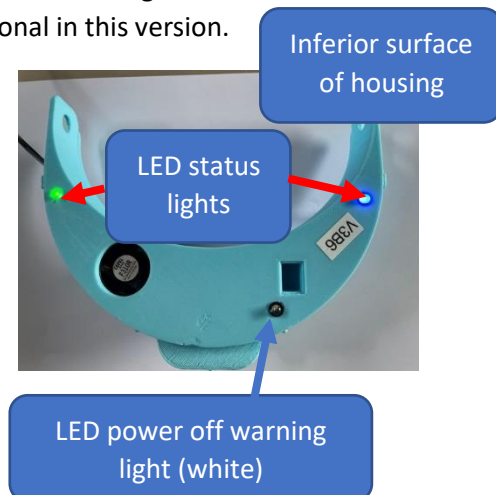 onal in this version.
Inferior surface
of housing
LED status
lights
V3B6
LED power off warning
light (white)